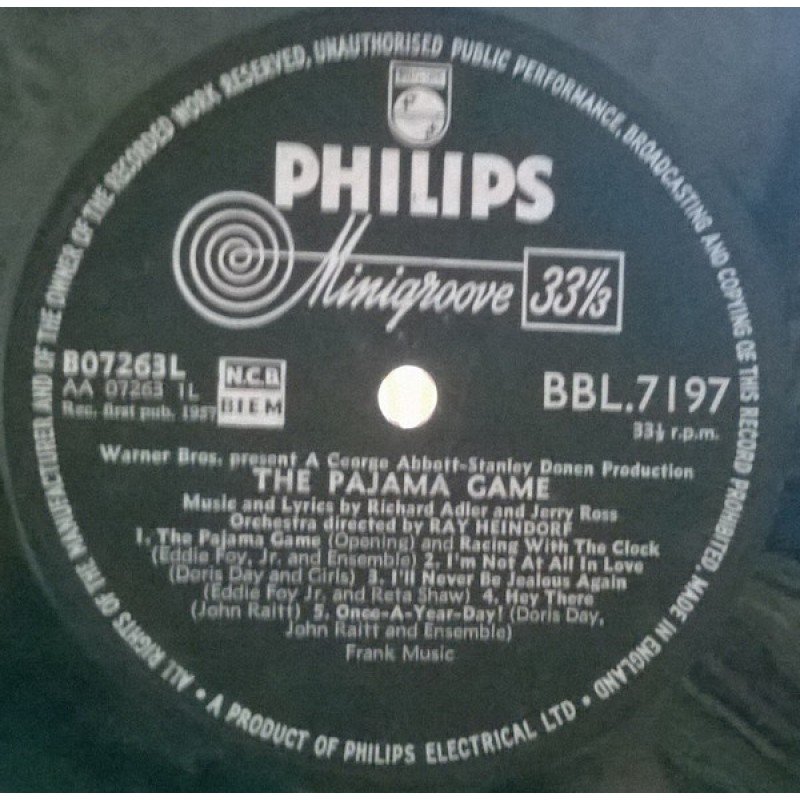 ALL RIGHTS OF THE MANUFACTURER AND OF THE OWNER OF THE RECORDED WORK RESERVED, UNAUTHORISED PUBLIC PERFORMANCE, BROADCASTING AND COPYING OF THIS RECORD PROHIBITED. MADE IN ENGLAND
• A PRODUCT OF PHILIPS ELECTRICAL LTD •
PHILIPS
Minigroove 33⅓
B07263L
AA 07263 1L
Rec. first pub. 1957
N.C.B.
BIEM
BBL.7197
33⅓ r.p.m.
Warner Bros. present A George Abbott-Stanley Donen Production
THE PAJAMA GAME
Music and Lyrics by Richard Adler and Jerry Ross
Orchestra directed by RAY HEINDORF
1. The Pajama Game (Opening) and Racing With The Clock
(Eddie Foy, Jr. and Ensemble) 2. I'm Not At All In Love
(Doris Day and Girls) 3. I'll Never Be Jealous Again
(Eddie Foy Jr. and Reta Shaw) 4. Hey There
(John Raitt) 5. Once-A-Year-Day! (Doris Day,
John Raitt and Ensemble)
Frank Music